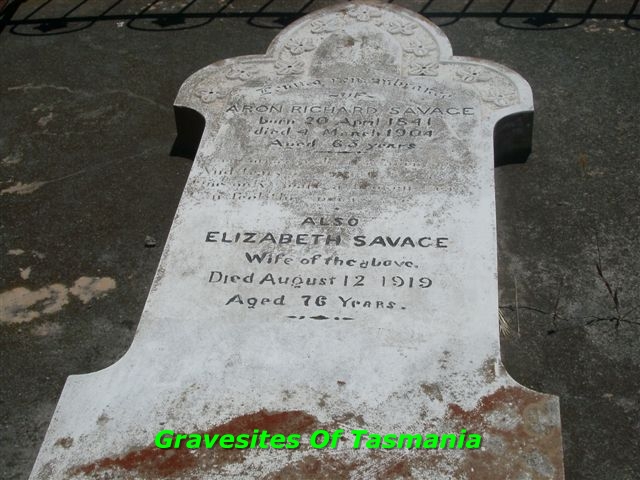 ARON RICHARD SAVAGE
born 20 April 1841
died 4 March 1904
Aged 63 years
ALSO
ELIZABETH SAVAGE
Wife of the above.
Died August 12 1919
Aged 76 Years.
Gravesites Of Tasmania